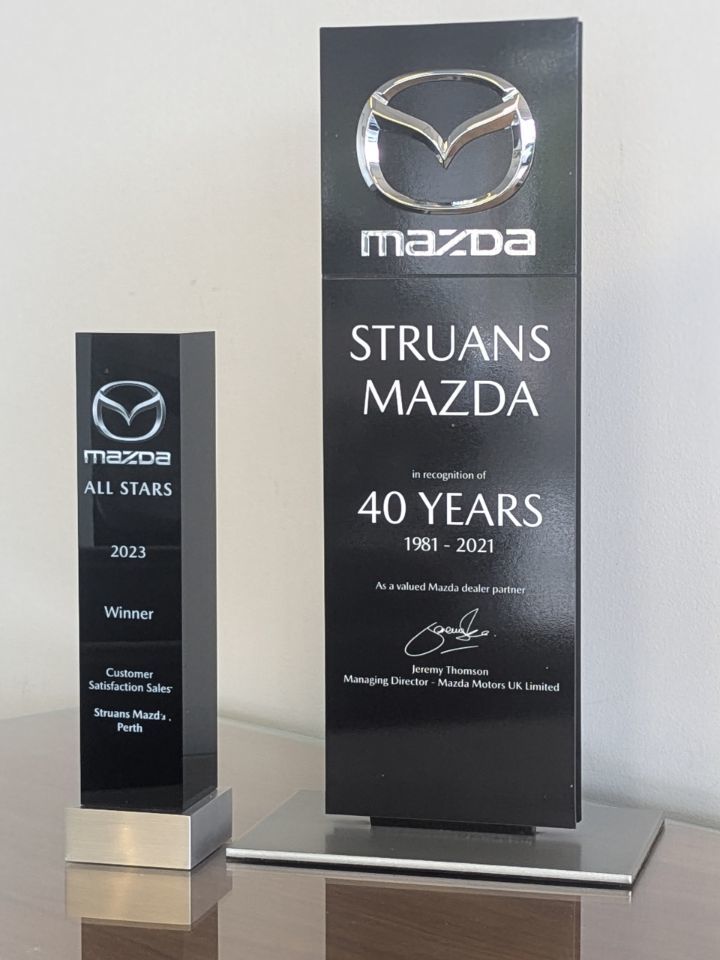 mazda
ALL STARS
2023
Winner
Customer
Satisfaction Sales
Struans Mazda,
Perth
mazda
STRUANS
MAZDA
in recognition of
40 YEARS
1981 - 2021
As a valued Mazda dealer partner
Jeremy Thomson
Managing Director - Mazda Motors UK Limited